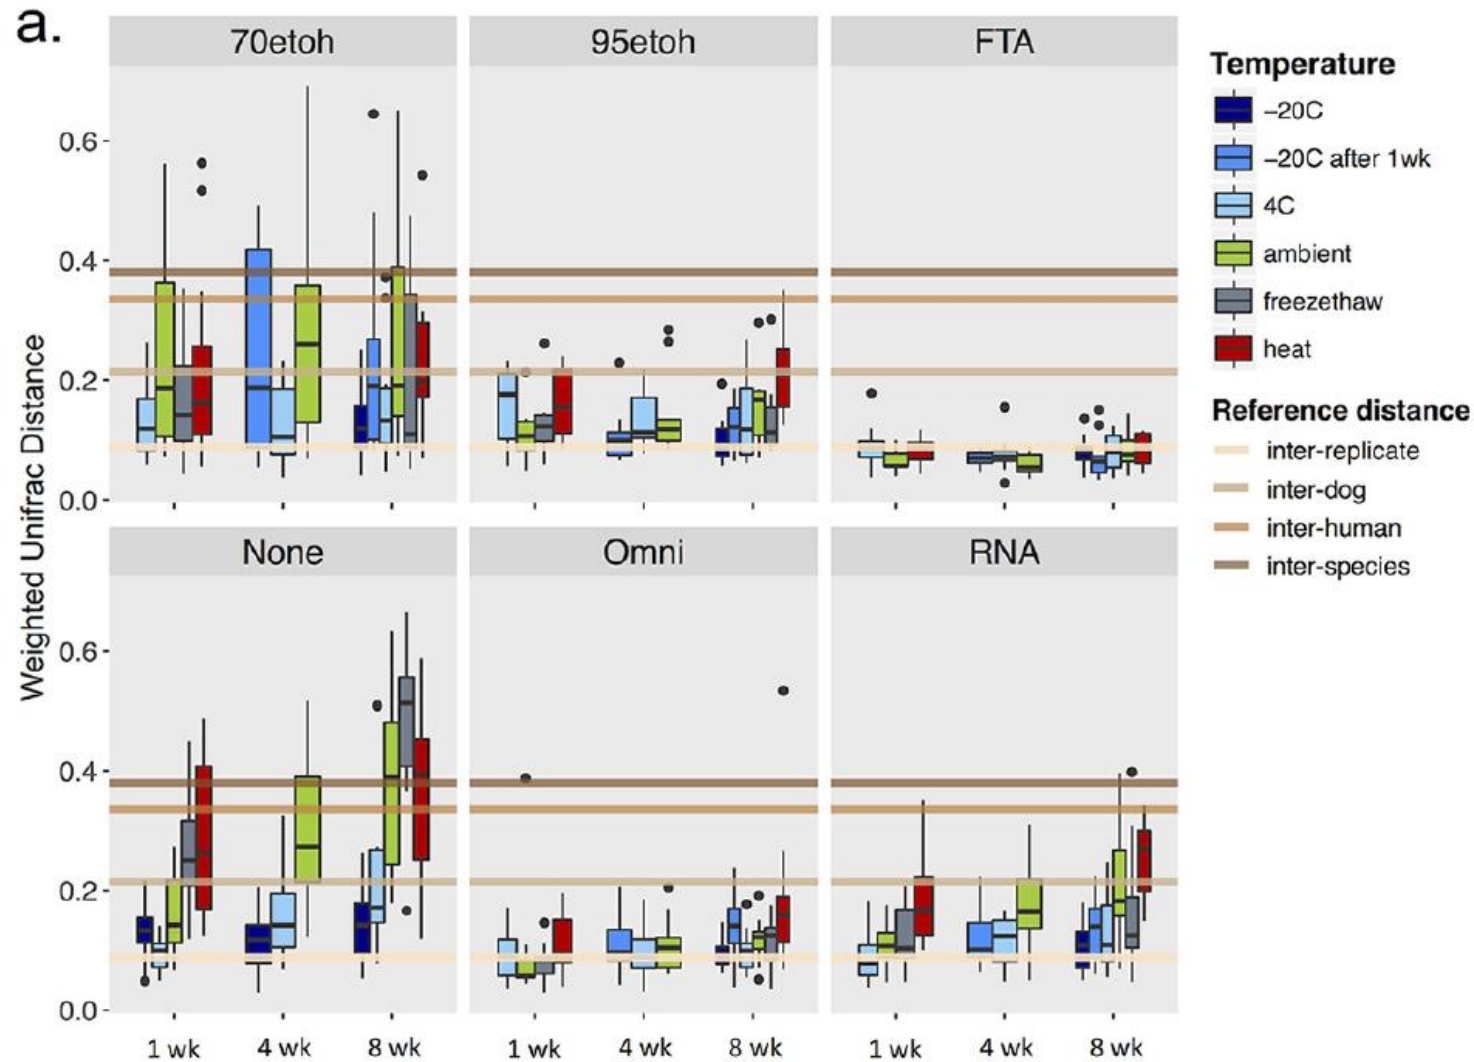 a.
70etoh
95etoh
FTA
0.6
0.4
0.2
0.0
None
Omni
RNA
0.6
0.4
0.2
0.0
1 wk
4 wk
8 wk
1 wk
4 wk
8 wk
1 wk
4 wk
8 wk
Weighted Unifrac Distance
Temperature
−20C
−20C after 1wk
4C
ambient
freezethaw
heat
Reference distance
inter-replicate
inter-dog
inter-human
inter-species